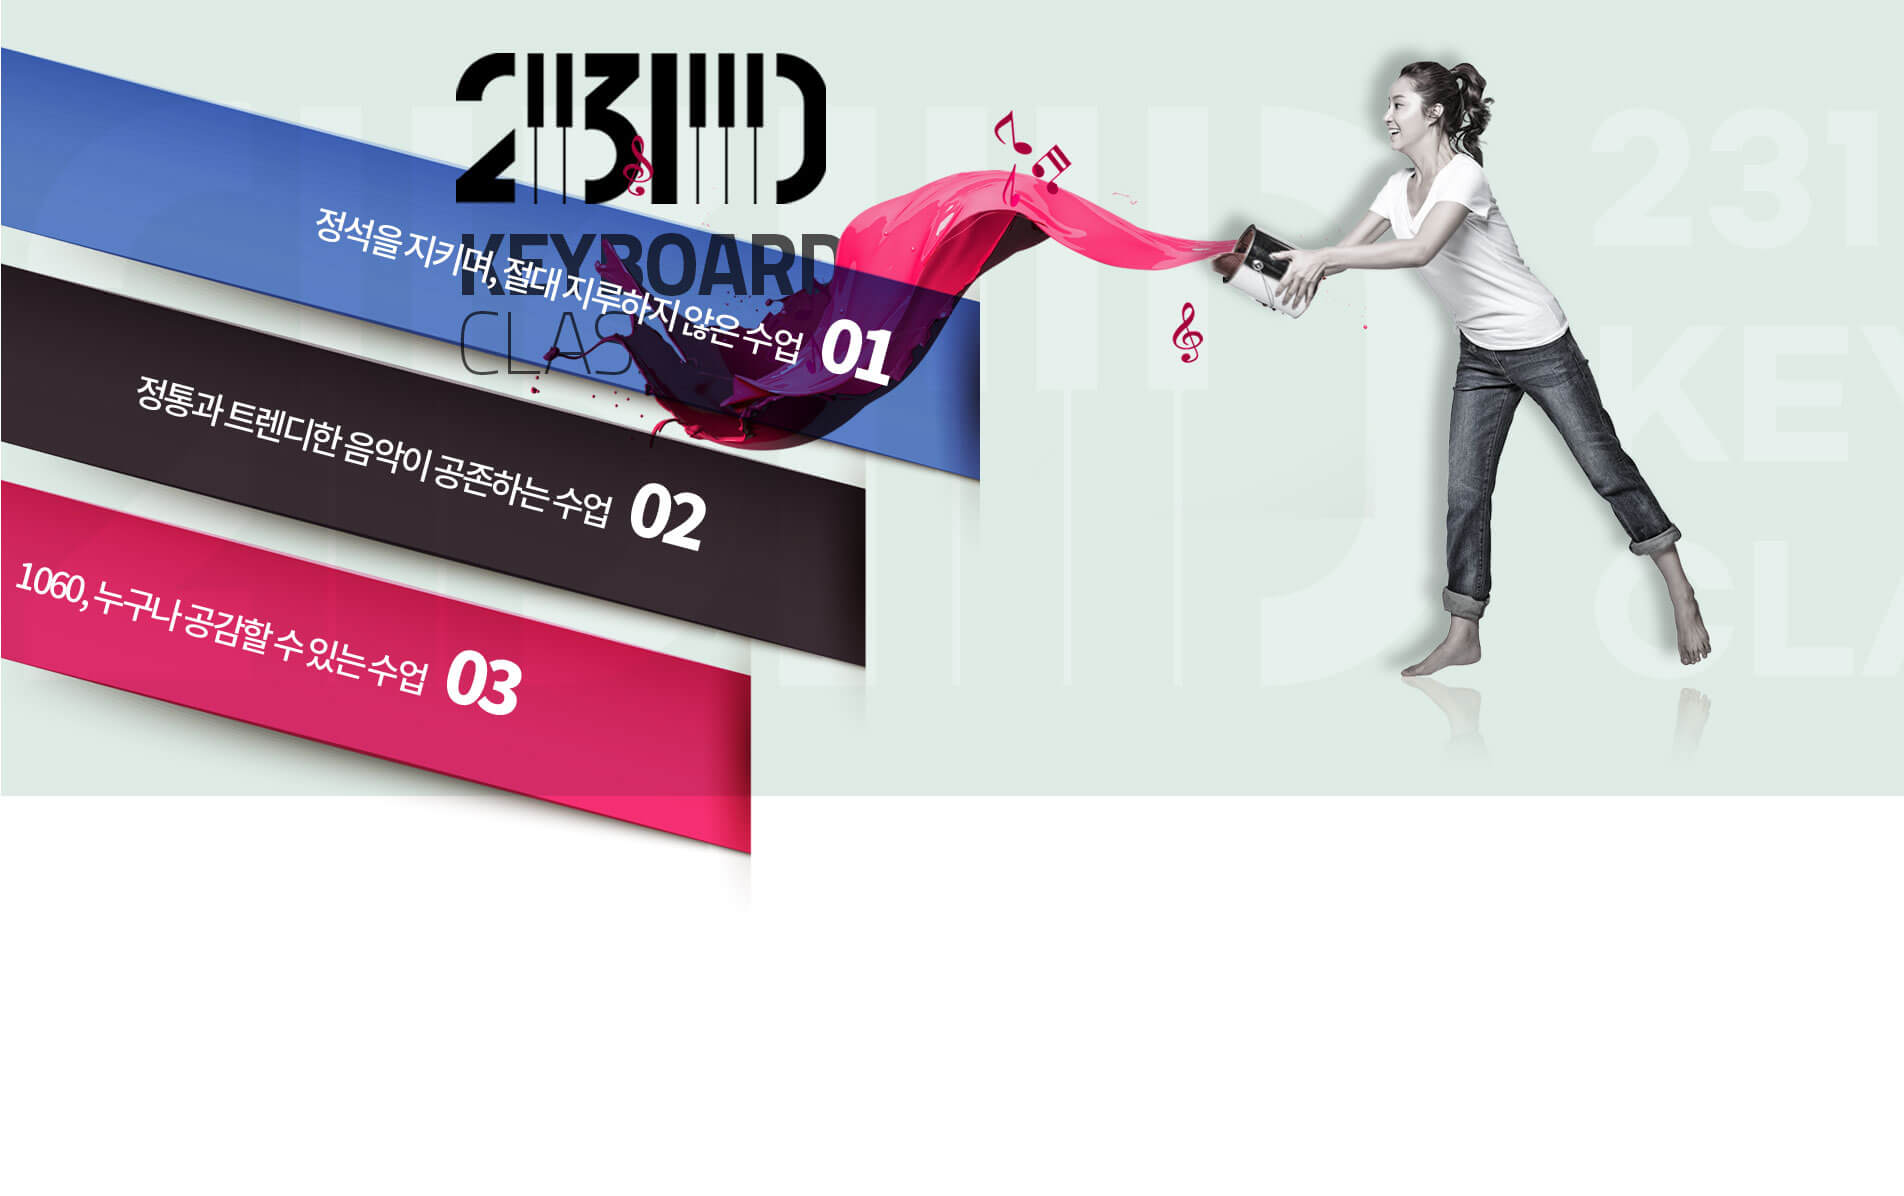 231D
KEYBOARD
CLAS
정석을 지키며, 절대 지루하지 않은 수업 01
정통과 트렌디한 음악이 공존하는 수업 02
1060, 누구나 공감할 수 있는 수업 03
231
KEY
CLA